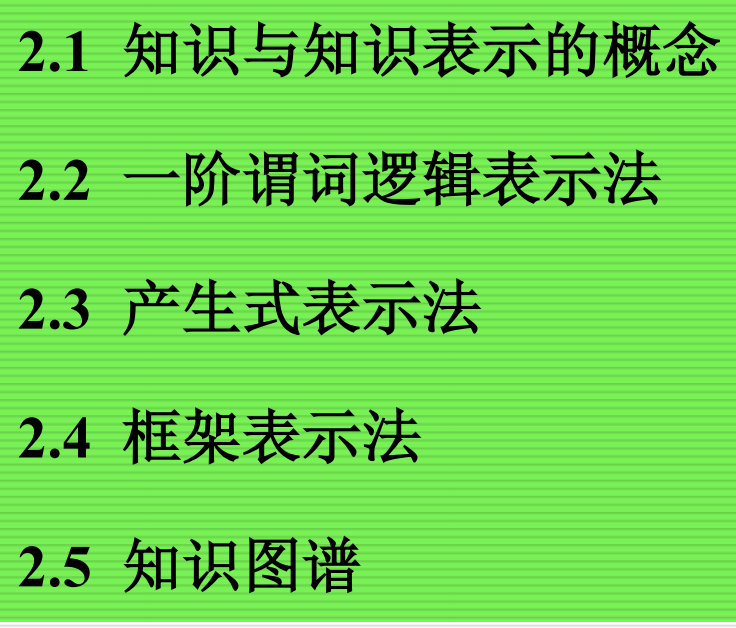 2.1 知识与知识表示的概念
2.2 一阶谓词逻辑表示法
2.3 产生式表示法
2.4 框架表示法
2.5 知识图谱